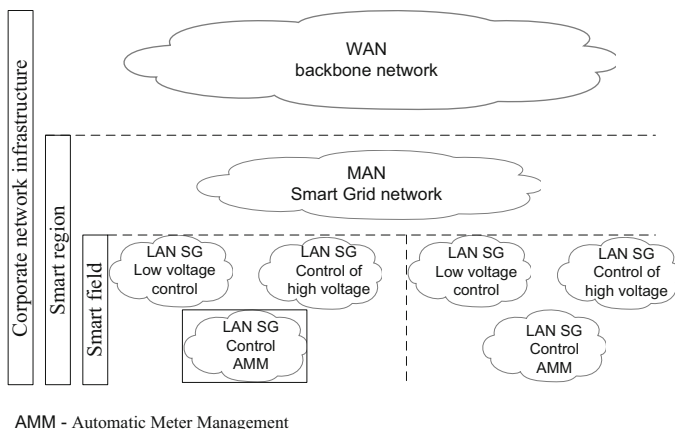 Corporate network infrastructure
Smart region
Smart field
WAN
backbone network
MAN
Smart Grid network
LAN SG
Low voltage
control
LAN SG
Control of
high voltage
LAN SG
Control
AMM
LAN SG
Low voltage
control
LAN SG
Control of
high voltage
LAN SG
Control
AMM
AMM - Automatic Meter Management